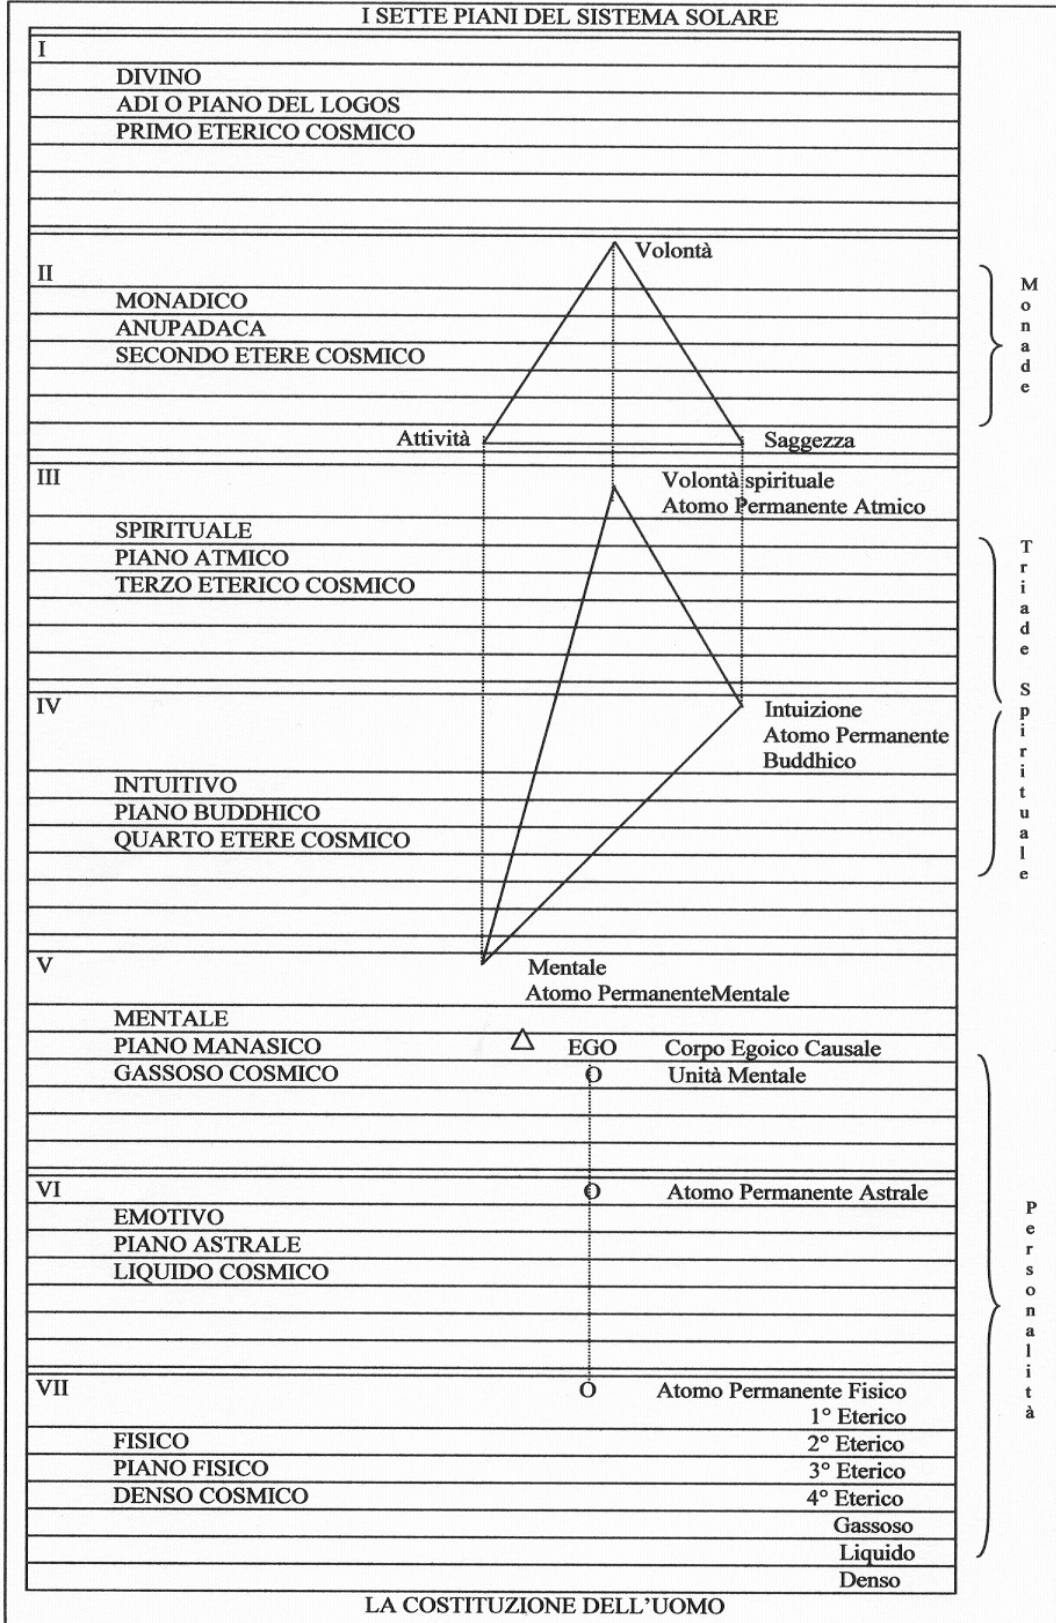 I SETTE PIANI DEL SISTEMA SOLARE
I
DIVINO
ADI O PIANO DEL LOGOS
PRIMO ETERICO COSMICO
Volontà
II
MONADICO
ANUPADACA
SECONDO ETERE COSMICO
Attività
Saggezza
Monade
III
Volontà spirituale
Atomo Permanente Atmico
SPIRITUALE
PIANO ATMICO
TERZO ETERICO COSMICO
Triade Spirituale
IV
Intuizione
Atomo Permanente
Buddhico
INTUITIVO
PIANO BUDDHICO
QUARTO ETERE COSMICO
V
Mentale
Atomo PermanenteMentale
MENTALE
PIANO MANASICO
EGO
Corpo Egoico Causale
GASSOSO COSMICO
O
Unità Mentale
VI
O
Atomo Permanente Astrale
EMOTIVO
PIANO ASTRALE
LIQUIDO COSMICO
Personalità
VII
O
Atomo Permanente Fisico
1° Eterico
FISICO
2° Eterico
PIANO FISICO
3° Eterico
DENSO COSMICO
4° Eterico
Gassoso
Liquido
Denso
LA COSTITUZIONE DELL'UOMO